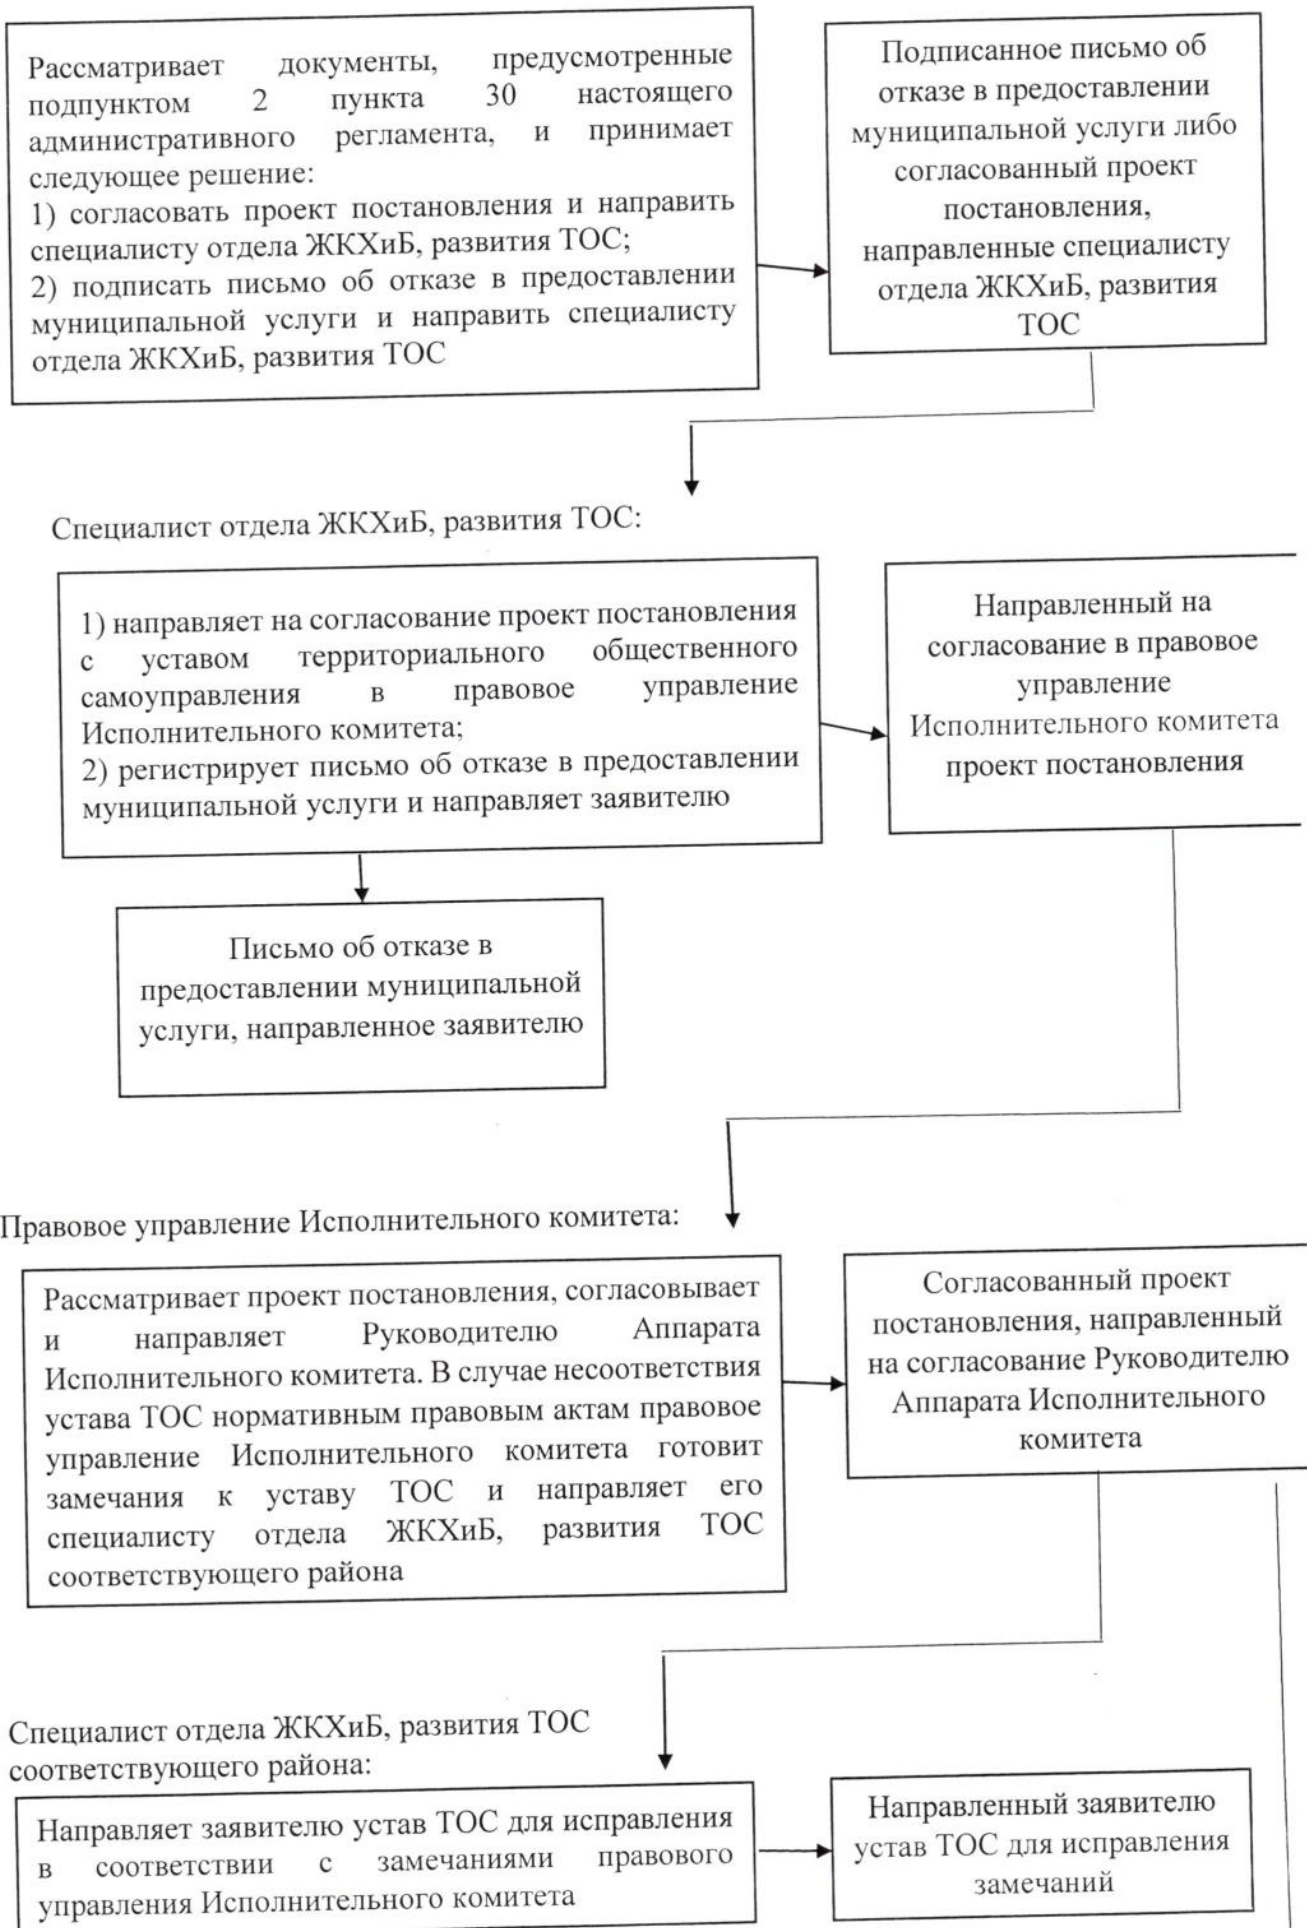 Рассматривает документы, предусмотренные
подпунктом 2 пункта 30 настоящего
административного регламента, и принимает
следующее решение:
1) согласовать проект постановления и направить
специалисту отдела ЖКХиБ, развития ТОС;
2) подписать письмо об отказе в предоставлении
муниципальной услуги и направить специалисту
отдела ЖКХиБ, развития ТОС
Подписанное письмо об
отказе в предоставлении
муниципальной услуги либо
согласованный проект
постановления,
направленные специалисту
отдела ЖКХиБ, развития
ТОС
Специалист отдела ЖКХиБ, развития ТОС:
1) направляет на согласование проект постановления
с уставом территориального общественного
самоуправления в правовое управление
Исполнительного комитета;
2) регистрирует письмо об отказе в предоставлении
муниципальной услуги и направляет заявителю
Направленный на
согласование в правовое
управление
Исполнительного комитета
проект постановления
Письмо об отказе в
предоставлении муниципальной
услуги, направленное заявителю
Правовое управление Исполнительного комитета:
Рассматривает проект постановления, согласовывает
и направляет Руководителю Аппарата
Исполнительного комитета. В случае несоответствия
устава ТОС нормативным правовым актам правовое
управление Исполнительного комитета готовит
замечания к уставу ТОС и направляет его
специалисту отдела ЖКХиБ, развития ТОС
соответствующего района
Согласованный проект
постановления, направленный
на согласование Руководителю
Аппарата Исполнительного
комитета
Специалист отдела ЖКХиБ, развития ТОС
соответствующего района:
Направляет заявителю устав ТОС для исправления
в соответствии с замечаниями правового
управления Исполнительного комитета
Направленный заявителю
устав ТОС для исправления
замечаний